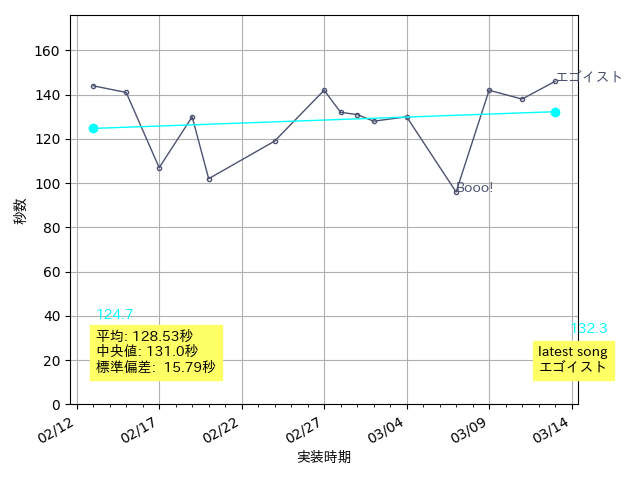 160
エゴイスト
140
120
100
Booo!
80
秒数
60
40
124.7
132.3
平均: 128.53秒
中央値: 131.0秒
標準偏差: 15.79秒
latest song
エゴイスト
20
0
02/12
02/17
02/22
02/27
03/04
03/09
03/14
実装時期